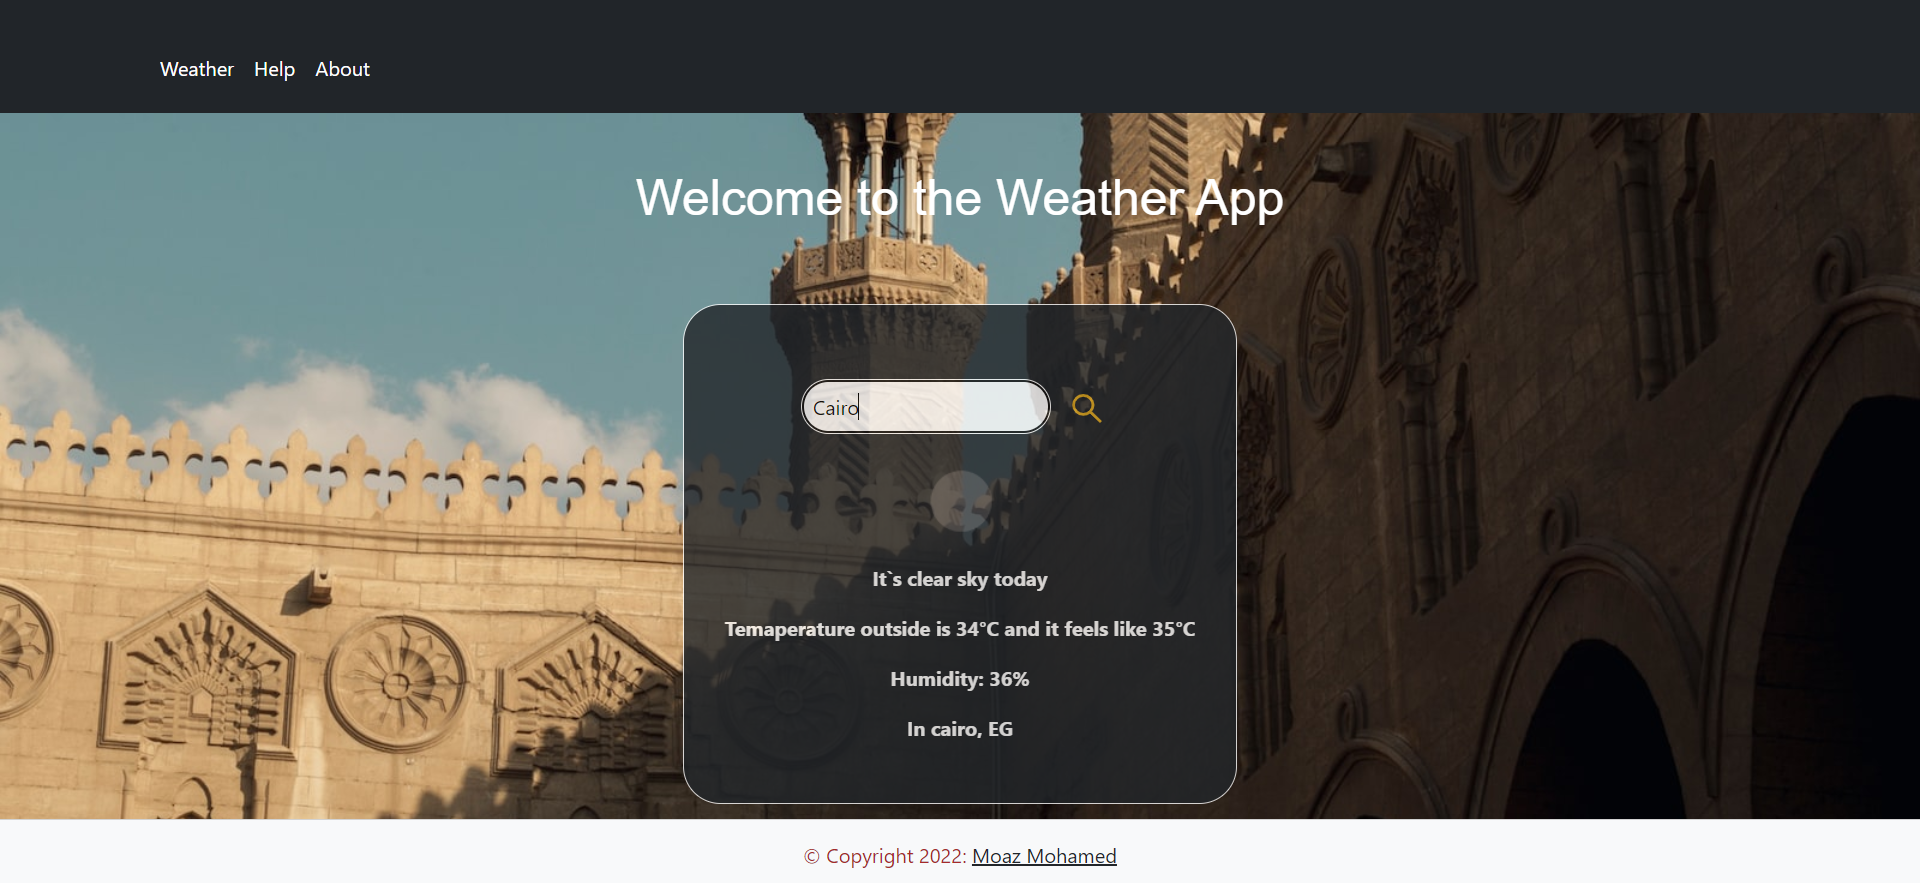 Weather Help About
Welcome to the Weather App
Cairo
It`s clear sky today
Temaperature outside is 34°C and it feels like 35°C
Humidity: 36%
In cairo, EG
© Copyright 2022: Moaz Mohamed